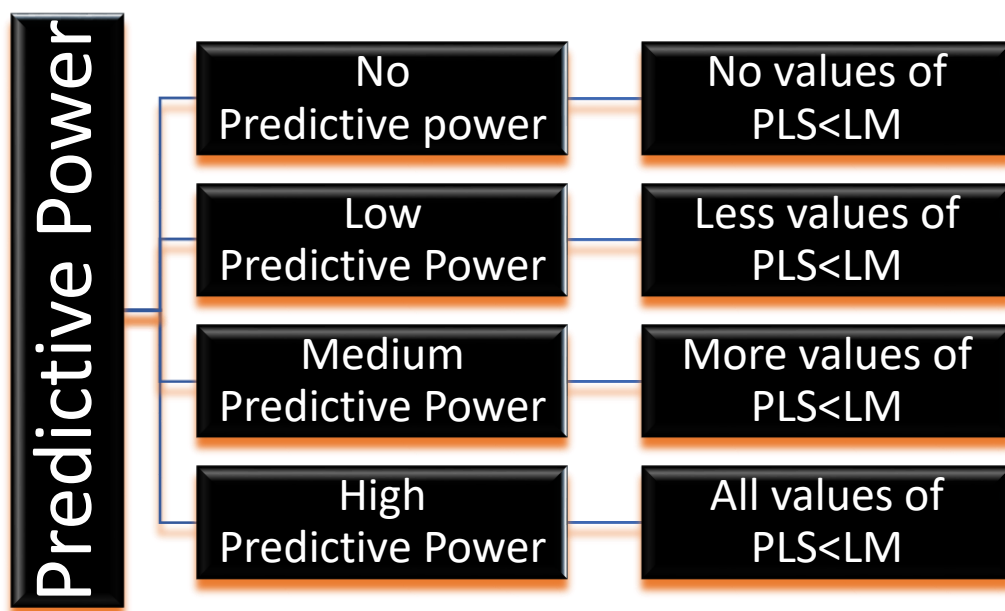 Predictive Power
No
Predictive power
No values of
PLS<LM
Low
Predictive Power
Less values of
PLS<LM
Medium
Predictive Power
More values of
PLS<LM
High
Predictive Power
All values of
PLS<LM